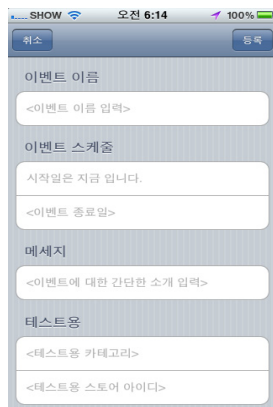 SHOW 오전 6:14 100%
취소 등록
이벤트 이름
<이벤트 이름 입력>
이벤트 스케줄
시작일은 지금 입니다.
<이벤트 종료일>
메세지
<이벤트에 대한 간단한 소개 입력>
테스트용
<테스트용 카테고리>
<테스트용 스토어 아이디>